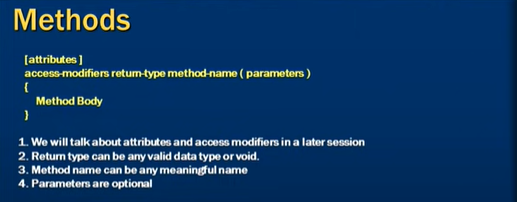 Methods
[attributes]
access-modifiers return-type method-name ( parameters )
{
Method Body
}
1. We will talk about attributes and access modifiers in a later session
2. Return type can be any valid data type or void.
3. Method name can be any meaningful name
4. Parameters are optional